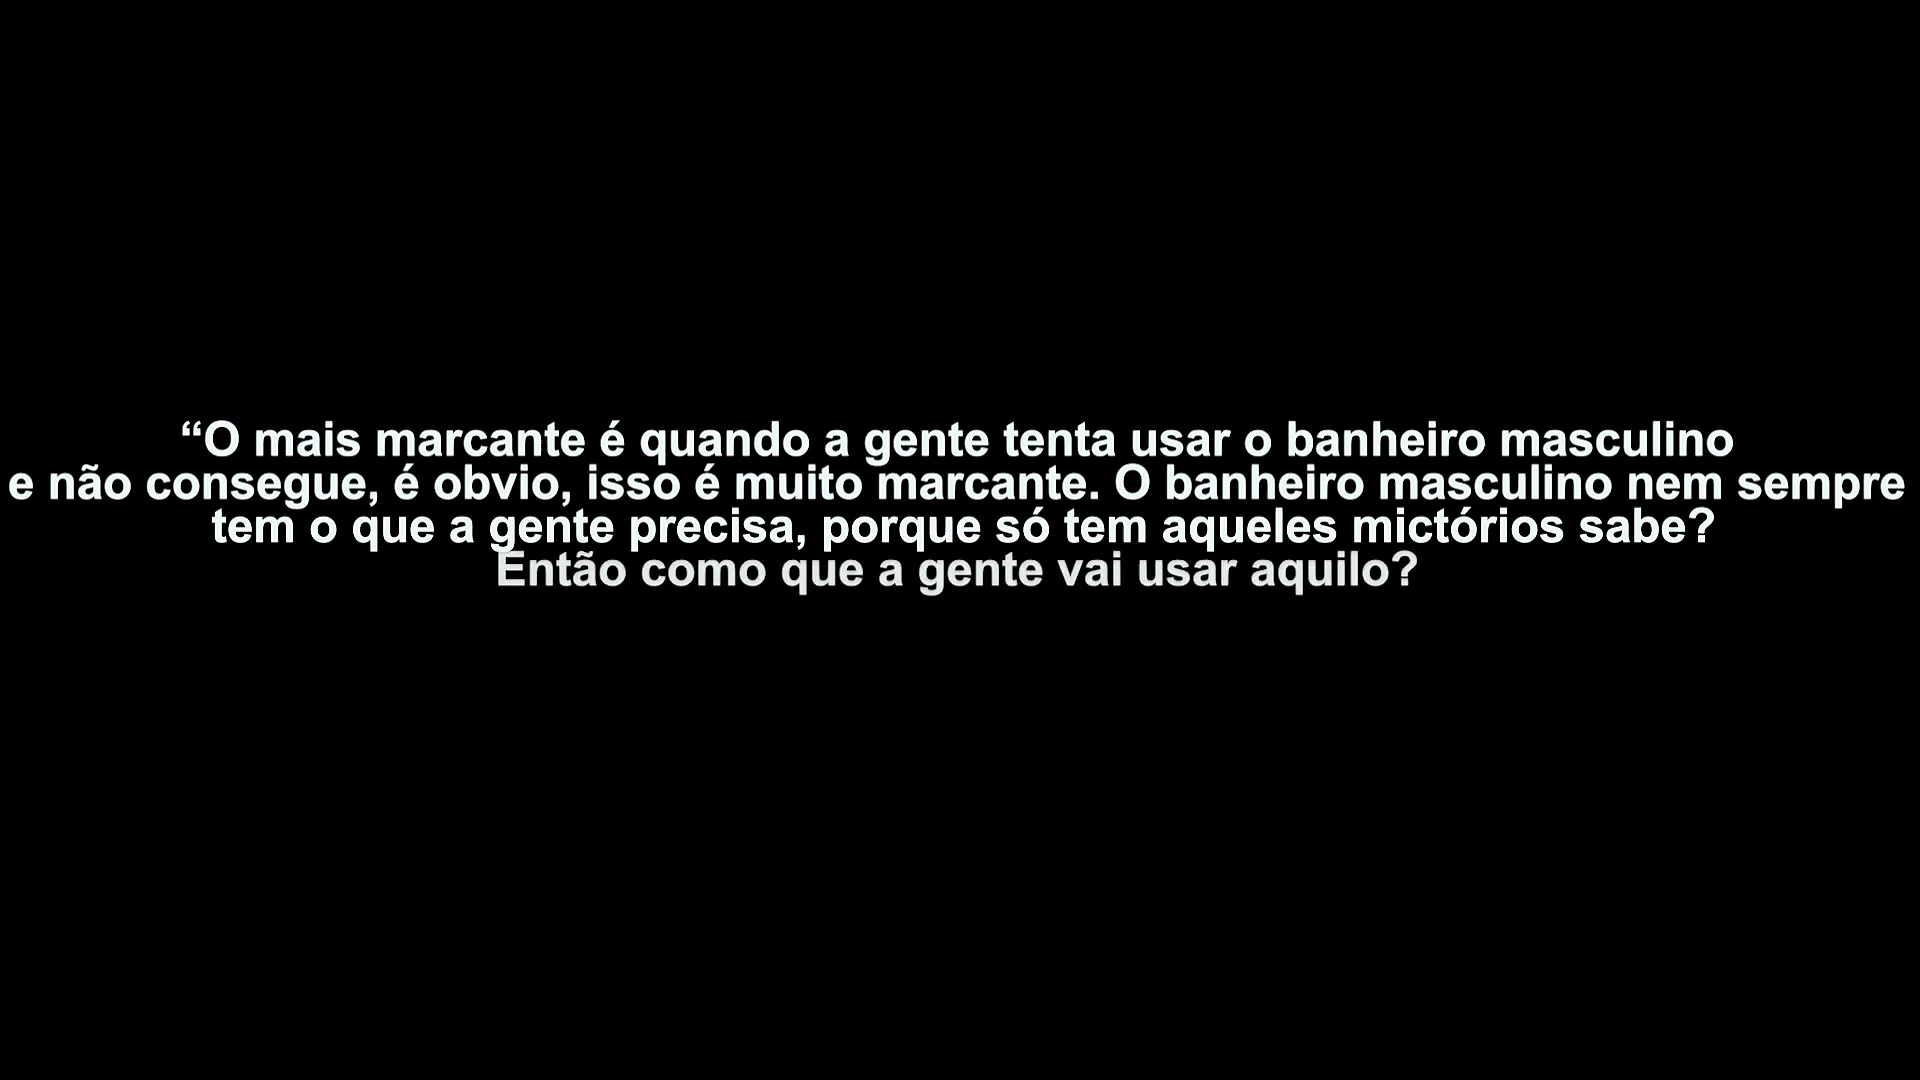 “O mais marcante é quando a gente tenta usar o banheiro masculino
e não consegue, é obvio, isso é muito marcante. O banheiro masculino nem sempre
tem o que a gente precisa, porque só tem aqueles mictórios sabe?
Então como que a gente vai usar aquilo?